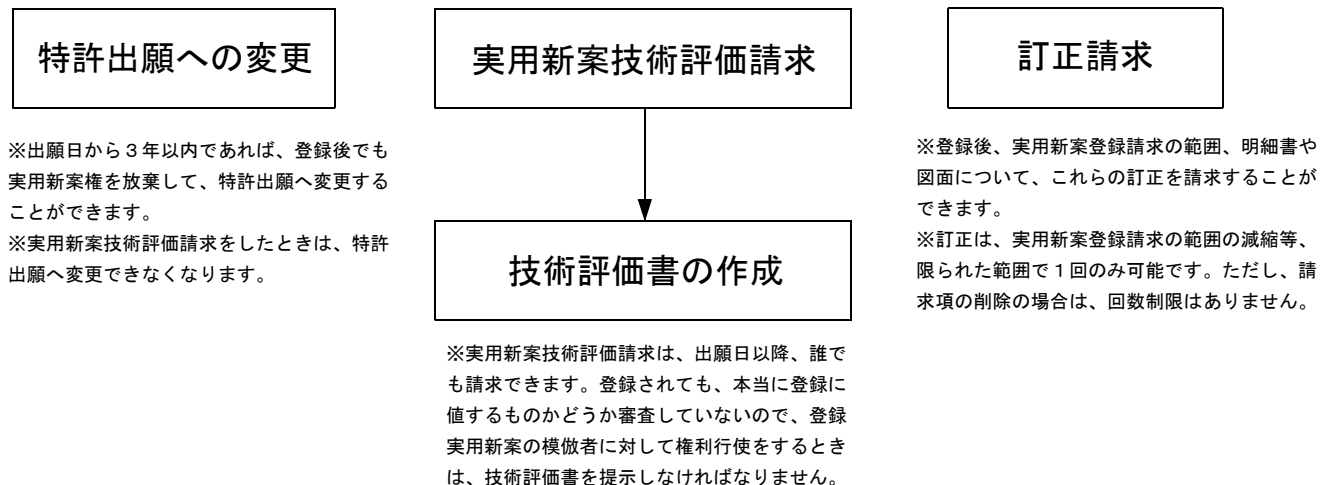 特許出願への変更
※出願日から３年以内であれば、登録後でも
実用新案権を放棄して、特許出願へ変更する
ことができます。
※実用新案技術評価請求をしたときは、特許
出願へ変更できなくなります。
実用新案技術評価請求
技術評価書の作成
※実用新案技術評価請求は、出願日以降、誰で
も請求できます。登録されても、本当に登録に
値するものかどうか審査していないので、登録
実用新案の模倣者に対して権利行使をするとき
は、技術評価書を提示しなければなりません。
訂正請求
※登録後、実用新案登録請求の範囲、明細書や
図面について、これらの訂正を請求することが
できます。
※訂正は、実用新案登録請求の範囲の減縮等、
限られた範囲で１回のみ可能です。ただし、請
求項の削除の場合は、回数制限はありません。